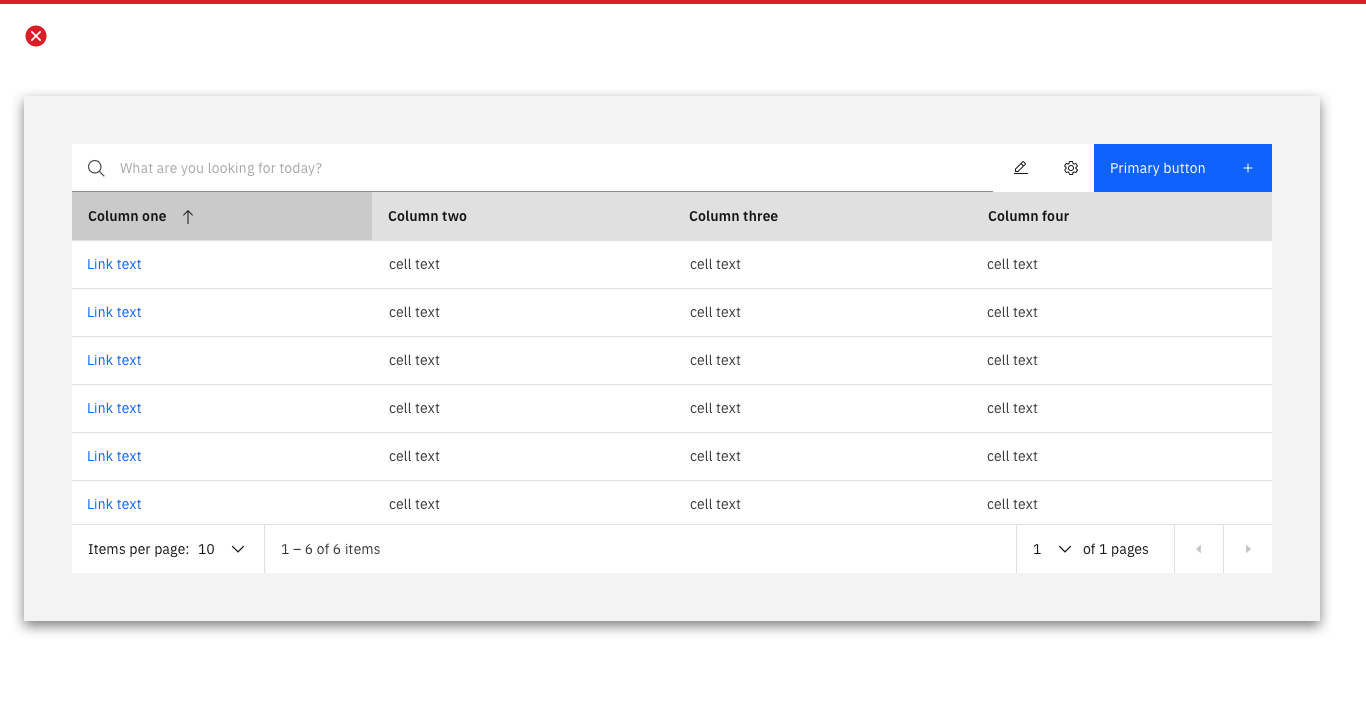 What are you looking for today?
Primary button
Column one Column two Column three Column four
Link text cell text cell text cell text
Link text cell text cell text cell text
Link text cell text cell text cell text
Link text cell text cell text cell text
Link text cell text cell text cell text
Link text cell text cell text cell text
Items per page: 10 1 – 6 of 6 items 1 of 1 pages